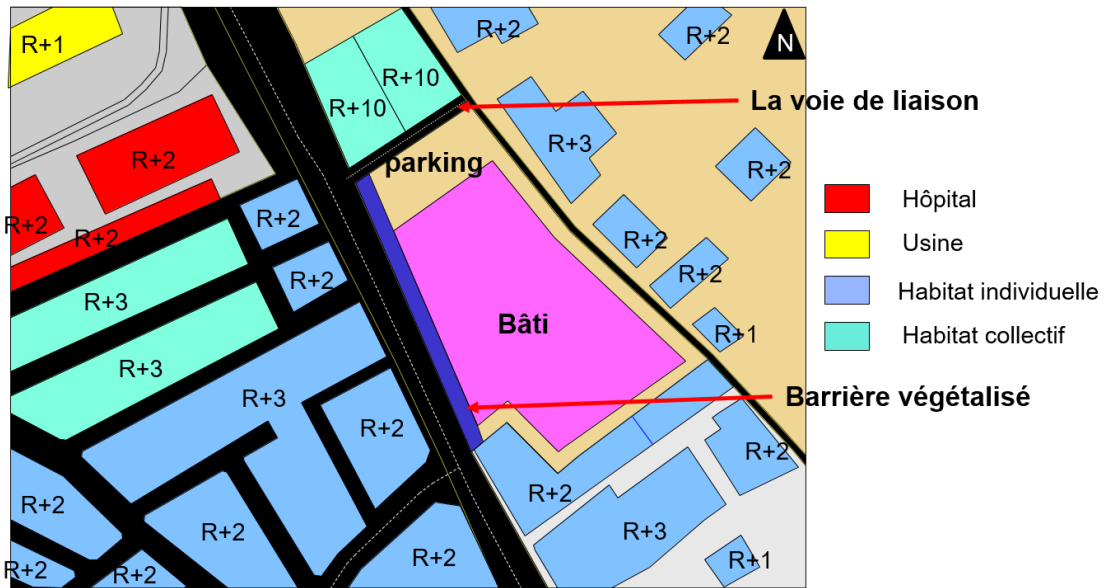 R+2
R+2
N
R+1
R+10
R+10
La voie de liaison
R+3
R+2
parking
R+2
R+2
R+2
R+2
R+2
R+2
R+2
R+2
R+3
R+3
R+3
Bâti
R+1
R+2
R+2
R+2
R+2
R+3
R+2
R+2
R+2
R+2
R+1
Hôpital
Usine
Habitat individuelle
Habitat collectif
Barrière végétalisé